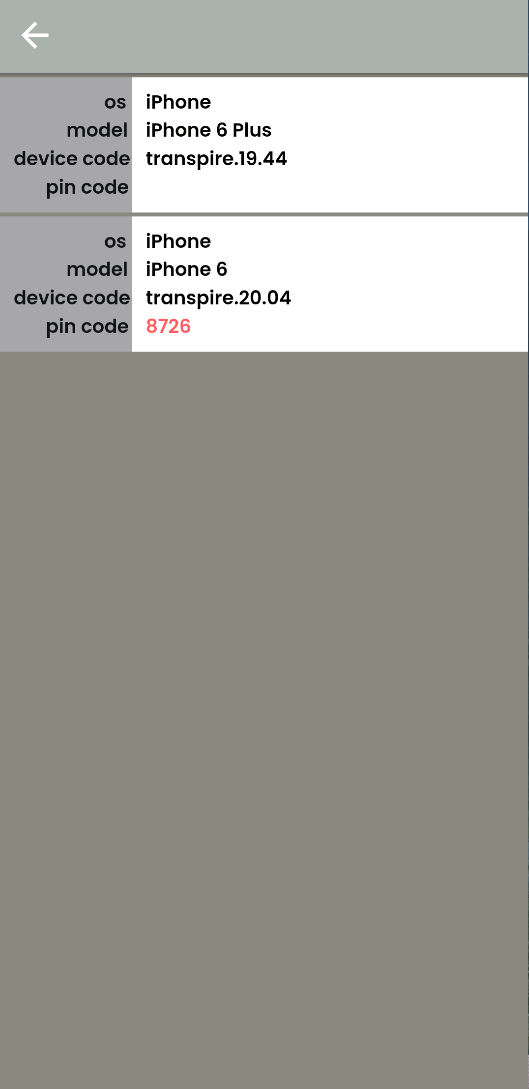 os iPhone
model iPhone 6 Plus
device code transpire.19.44
pin code
os iPhone
model iPhone 6
device code transpire.20.04
pin code 8726